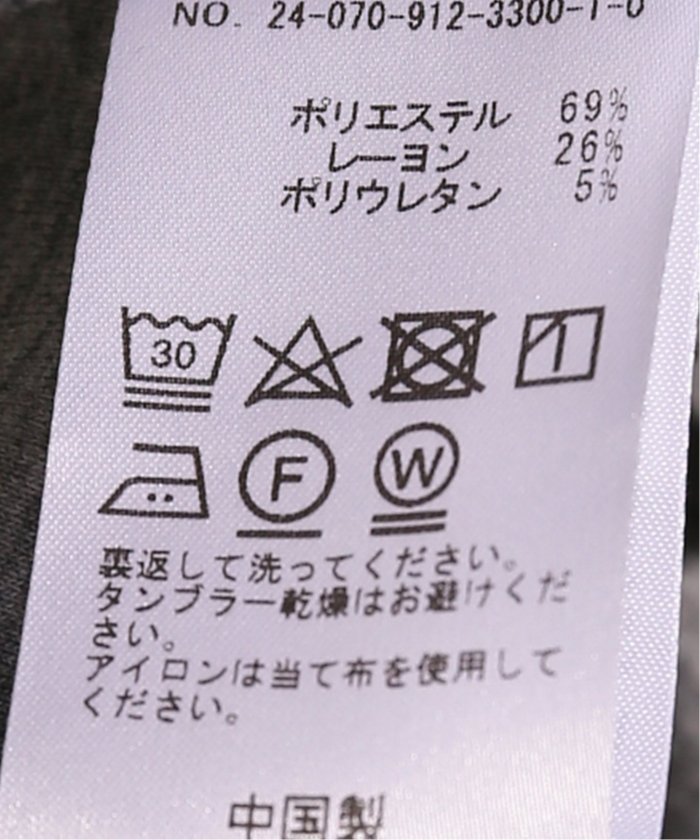 NO. 24-070-912-3300-1-0
ポリエステル 69%
レーヨン 26%
ポリウレタン 5%
30
F W
裏返して洗ってください。
タンブラー乾燥はお避けくだ
さい。
アイロンは当て布を使用して
ください。
中国製